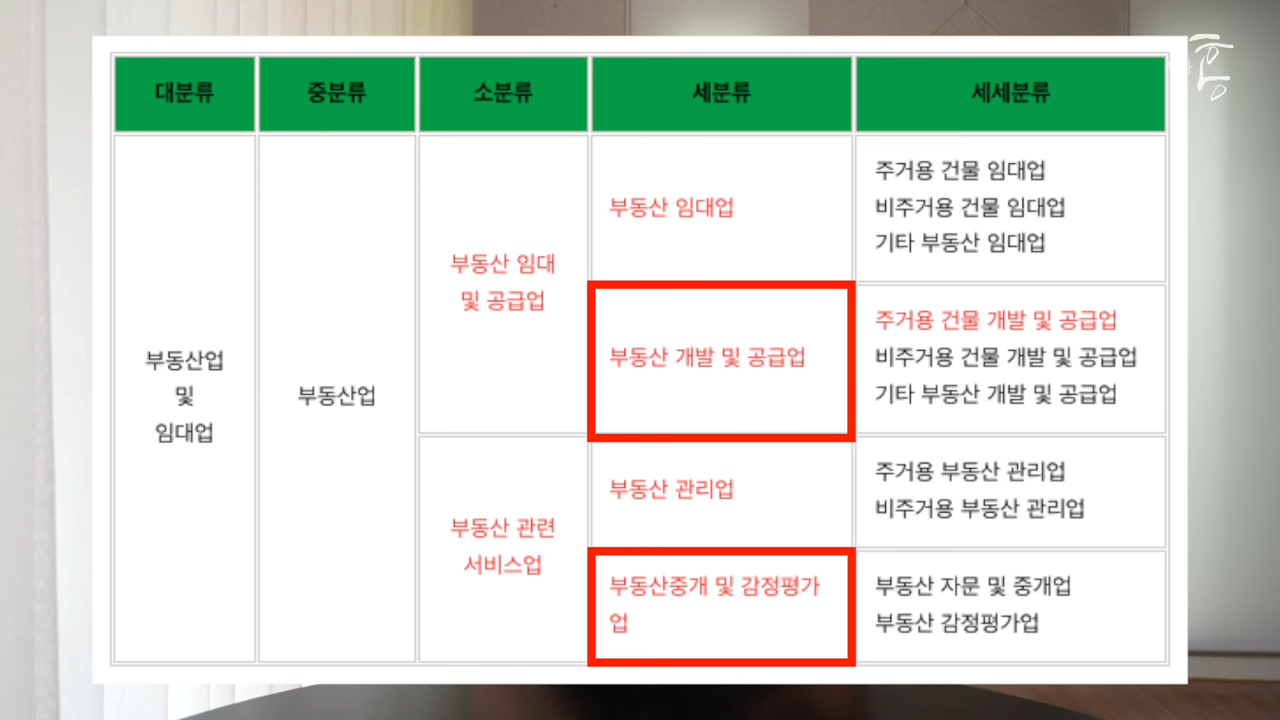 대분류
중분류
소분류
세분류
세세분류
부동산업
및
임대업
부동산업
부동산 임대
및 공급업
부동산 임대업
주거용 건물 임대업
비주거용 건물 임대업
기타 부동산 임대업
부동산 개발 및 공급업
주거용 건물 개발 및 공급업
비주거용 건물 개발 및 공급업
기타 부동산 개발 및 공급업
부동산 관련
서비스업
부동산 관리업
주거용 부동산 관리업
비주거용 부동산 관리업
부동산중개 및 감정평가
업
부동산 자문 및 중개업
부동산 감정평가업